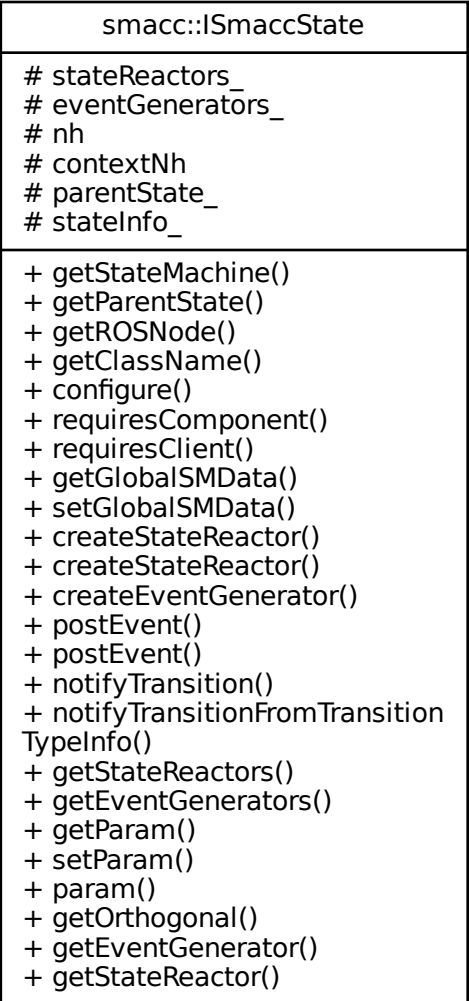 smacc::ISmaccState
# stateReactors_
# eventGenerators_
# nh
# contextNh
# parentState_
# stateInfo_
+ getStateMachine()
+ getParentState()
+ getROSNode()
+ getClassName()
+ configure()
+ requiresComponent()
+ requiresClient()
+ getGlobalSMData()
+ setGlobalSMData()
+ createStateReactor()
+ createStateReactor()
+ createEventGenerator()
+ postEvent()
+ postEvent()
+ notifyTransition()
+ notifyTransitionFromTransition
TypeInfo()
+ getStateReactors()
+ getEventGenerators()
+ getParam()
+ setParam()
+ param()
+ getOrthogonal()
+ getEventGenerator()
+ getStateReactor()